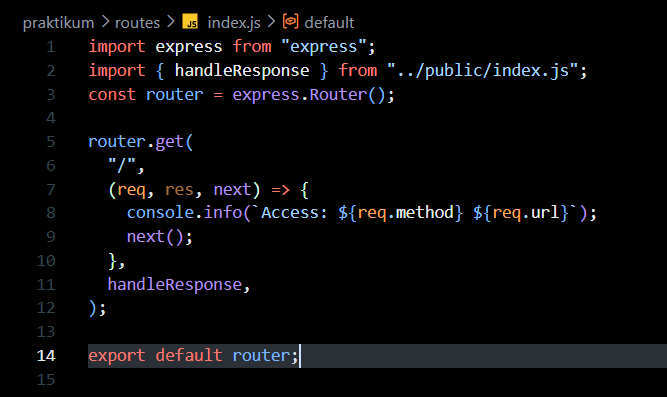 praktikum > routes > JS index.js > default
1 import express from "express";
2 import { handleResponse } from "../public/index.js";
3 const router = express.Router();
4
5 router.get(
6   "/",
7   (req, res, next) => {
8     console.info(`Access: ${req.method} ${req.url}`);
9     next();
10   },
11   handleResponse,
12 );
13
14 export default router;
15